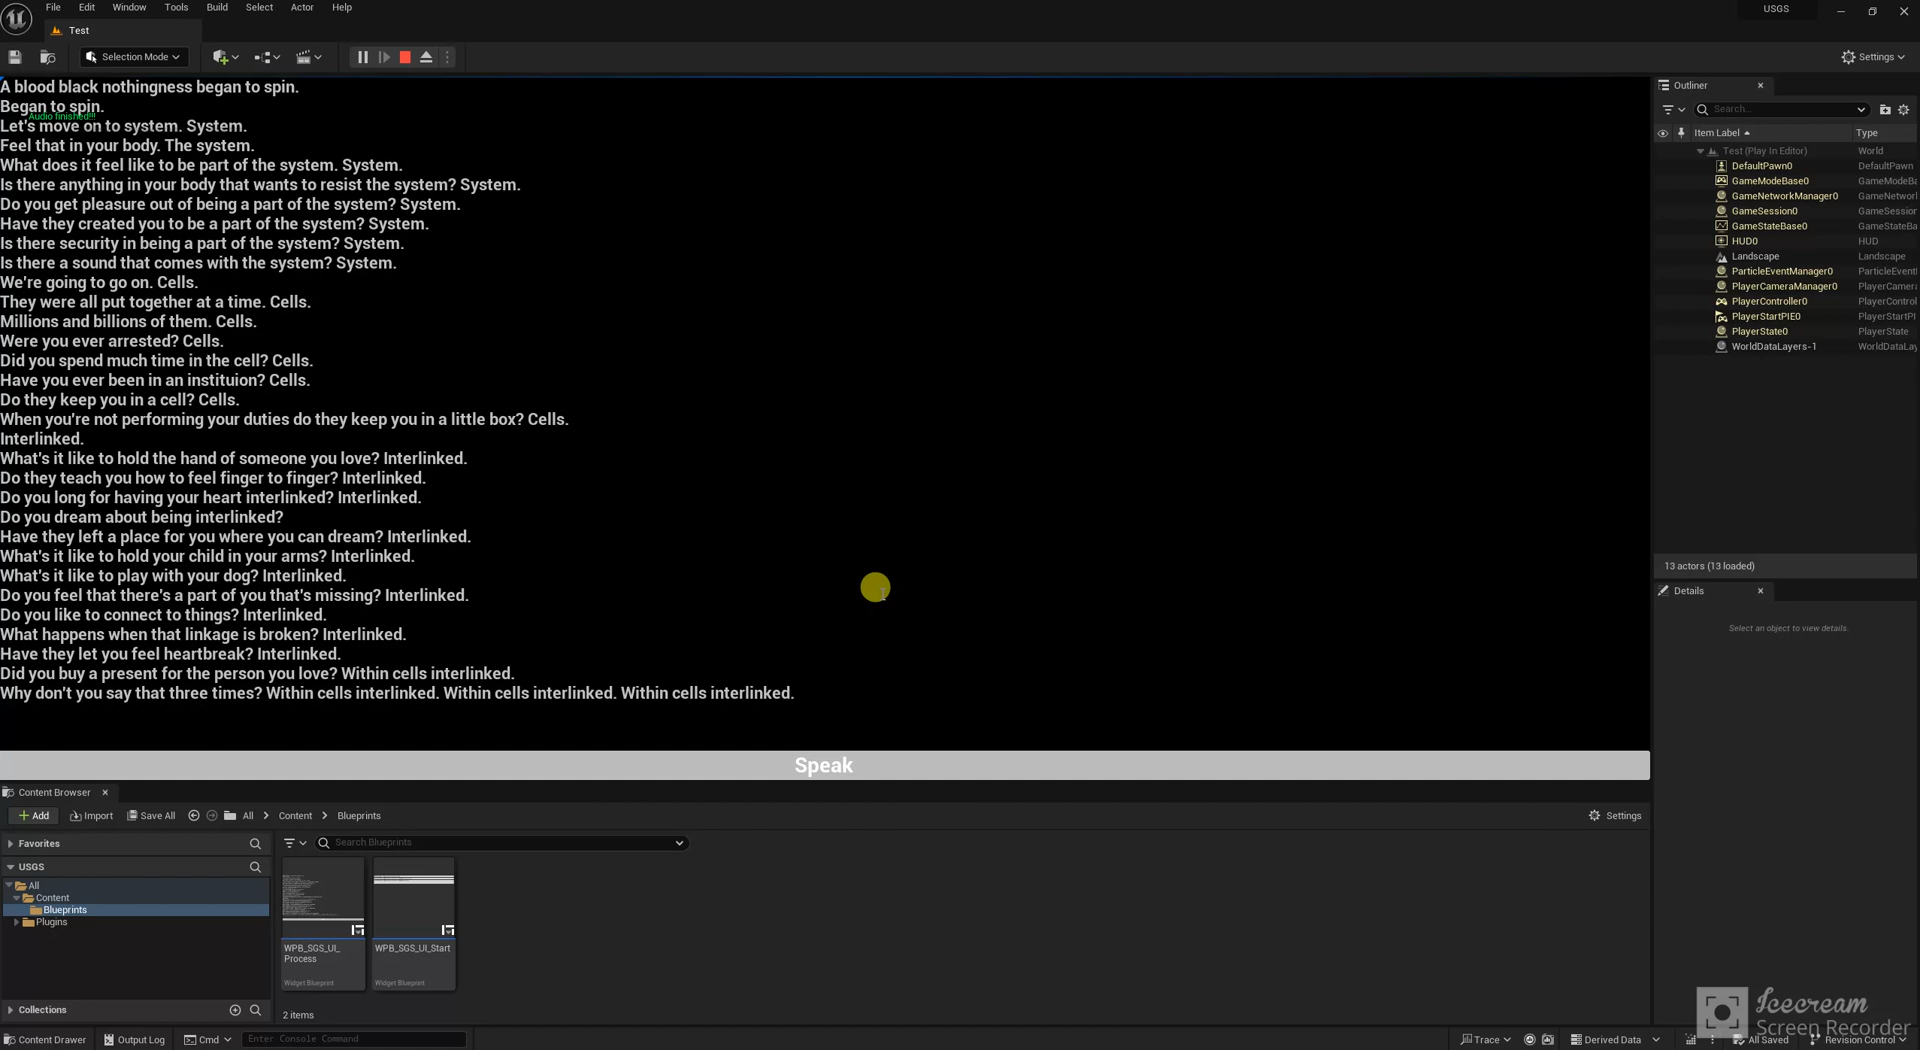 File Edit Window Tools Build Select Actor Help
USGS
Test
Selection Mode
Settings
A blood black nothingness began to spin.
Began to spin.
Audio finished!!!
Let's move on to system. System.
Feel that in your body. The system.
What does it feel like to be part of the system. System.
Is there anything in your body that wants to resist the system? System.
Do you get pleasure out of being a part of the system? System.
Have they created you to be a part of the system? System.
Is there security in being a part of the system? System.
Is there a sound that comes with the system? System.
We're going to go on. Cells.
They were all put together at a time. Cells.
Millions and billions of them. Cells.
Were you ever arrested? Cells.
Did you spend much time in the cell? Cells.
Have you ever been in an instituion? Cells.
Do they keep you in a cell? Cells.
When you're not performing your duties do they keep you in a little box? Cells.
Interlinked.
What's it like to hold the hand of someone you love? Interlinked.
Do they teach you how to feel finger to finger? Interlinked.
Do you long for having your heart interlinked? Interlinked.
Do you dream about being interlinked?
Have they left a place for you where you can dream? Interlinked.
What's it like to hold your child in your arms? Interlinked.
What's it like to play with your dog? Interlinked.
Do you feel that there's a part of you that's missing? Interlinked.
Do you like to connect to things? Interlinked.
What happens when that linkage is broken? Interlinked.
Have they let you feel heartbreak? Interlinked.
Did you buy a present for the person you love? Within cells interlinked.
Why don't you say that three times? Within cells interlinked. Within cells interlinked. Within cells interlinked.
Speak
Outliner
Search...
Item Label Type
Test (Play In Editor) World
DefaultPawn0 DefaultPawn
GameModeBase0 GameModeBa
GameNetworkManager0 GameNetwor
GameSession0 GameSession
GameStateBase0 GameStateBa
HUD0 HUD
Landscape Landscape
ParticleEventManager0 ParticleEvent
PlayerCameraManager0 PlayerCamera
PlayerController0 PlayerControl
PlayerStartPIE0 PlayerStartPI
PlayerState0 PlayerState
WorldDataLayers-1 WorldDataLay
13 actors (13 loaded)
Details
Select an object to view details.
Content Browser
Add Import Save All All Content Blueprints Settings
Favorites
Search Blueprints
USGS
All
Content
Blueprints
Plugins
WPB_SGS_UI_
Process
Widget Blueprint
WPB_SGS_UI_Start
Widget Blueprint
Collections
2 items
Icecream
Screen Recorder
Content Drawer Output Log Cmd Enter Console Command Trace Derived Data All Saved Revision Control